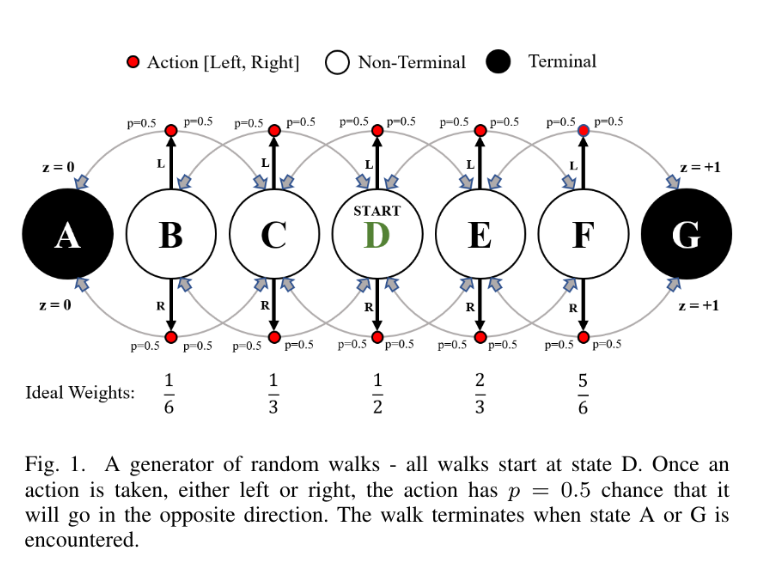 Action [Left, Right] Non-Terminal Terminal
p=0.5 p=0.5 p=0.5 p=0.5 p=0.5 p=0.5 p=0.5 p=0.5 p=0.5 p=0.5
z = 0 L L L L L z = +1
START
A B C D E F G
z = 0 R R R R R z = +1
p=0.5 p=0.5 p=0.5 p=0.5 p=0.5 p=0.5 p=0.5 p=0.5 p=0.5 p=0.5
Ideal Weights: 1/6 1/3 1/2 2/3 5/6
Fig. 1. A generator of random walks - all walks start at state D. Once an
action is taken, either left or right, the action has p = 0.5 chance that it
will go in the opposite direction. The walk terminates when state A or G is
encountered.